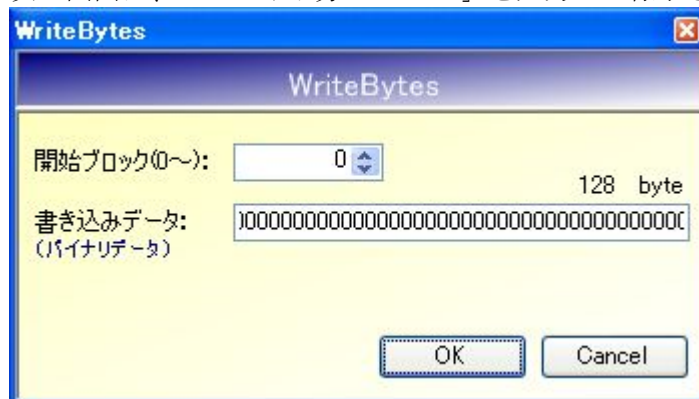 WriteBytes
WriteBytes
開始ブロック(0～): 0
128 byte
書き込みデータ:
(バイナリデータ)
OK Cancel